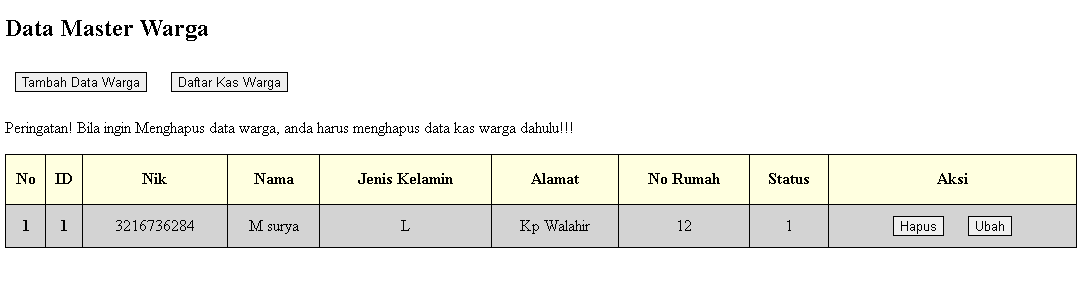 Data Master Warga
Tambah Data Warga Daftar Kas Warga
Peringatan! Bila ingin Menghapus data warga, anda harus menghapus data kas warga dahulu!!!
No ID Nik Nama Jenis Kelamin Alamat No Rumah Status Aksi
1 1 3216736284 M surya L Kp Walahir 12 1 Hapus Ubah